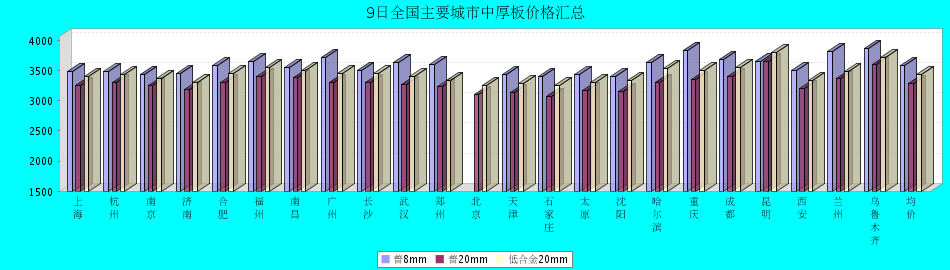 9日全国主要城市中厚板价格汇总
4000
3500
3000
2500
2000
1500
上海
杭州
南京
济南
合肥
福州
南昌
广州
长沙
武汉
郑州
北京
天津
石家庄
太原
沈阳
哈尔滨
重庆
成都
昆明
西安
兰州
乌鲁木齐
均价
普8mm
普20mm
低合金20mm